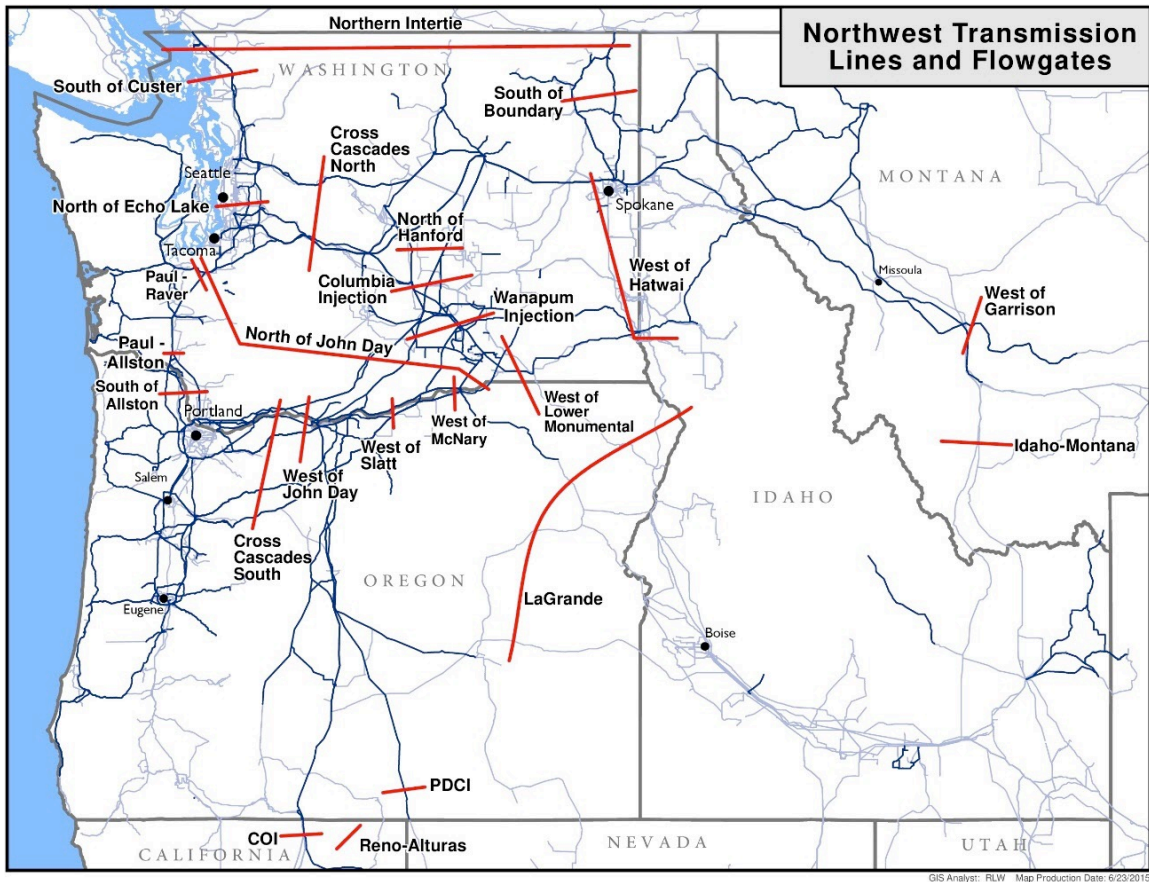 Northwest Transmission
Lines and Flowgates
Northern Intertie
WASHINGTON
South of Custer
South of
Boundary
Cross
Cascades
North
MONTANA
Seattle
Spokane
North of Echo Lake
North of
Hanford
Tacoma
Paul -
Raver
Columbia
Injection
West of
Hatwai
Missoula
Wanapum
Injection
West of
Garrison
North of John Day
Paul -
Allston
South of
Allston
Portland
West of
Lower
Monumental
West of
McNary
West of
Slatt
Idaho-Montana
Salem
West of
John Day
IDAHO
Cross
Cascades
South
OREGON
LaGrande
Eugene
Boise
PDCI
COI
Reno-Alturas
CALIFORNIA
NEVADA
UTAH
GIS Analyst: RLW Map Production Date: 6/23/2015